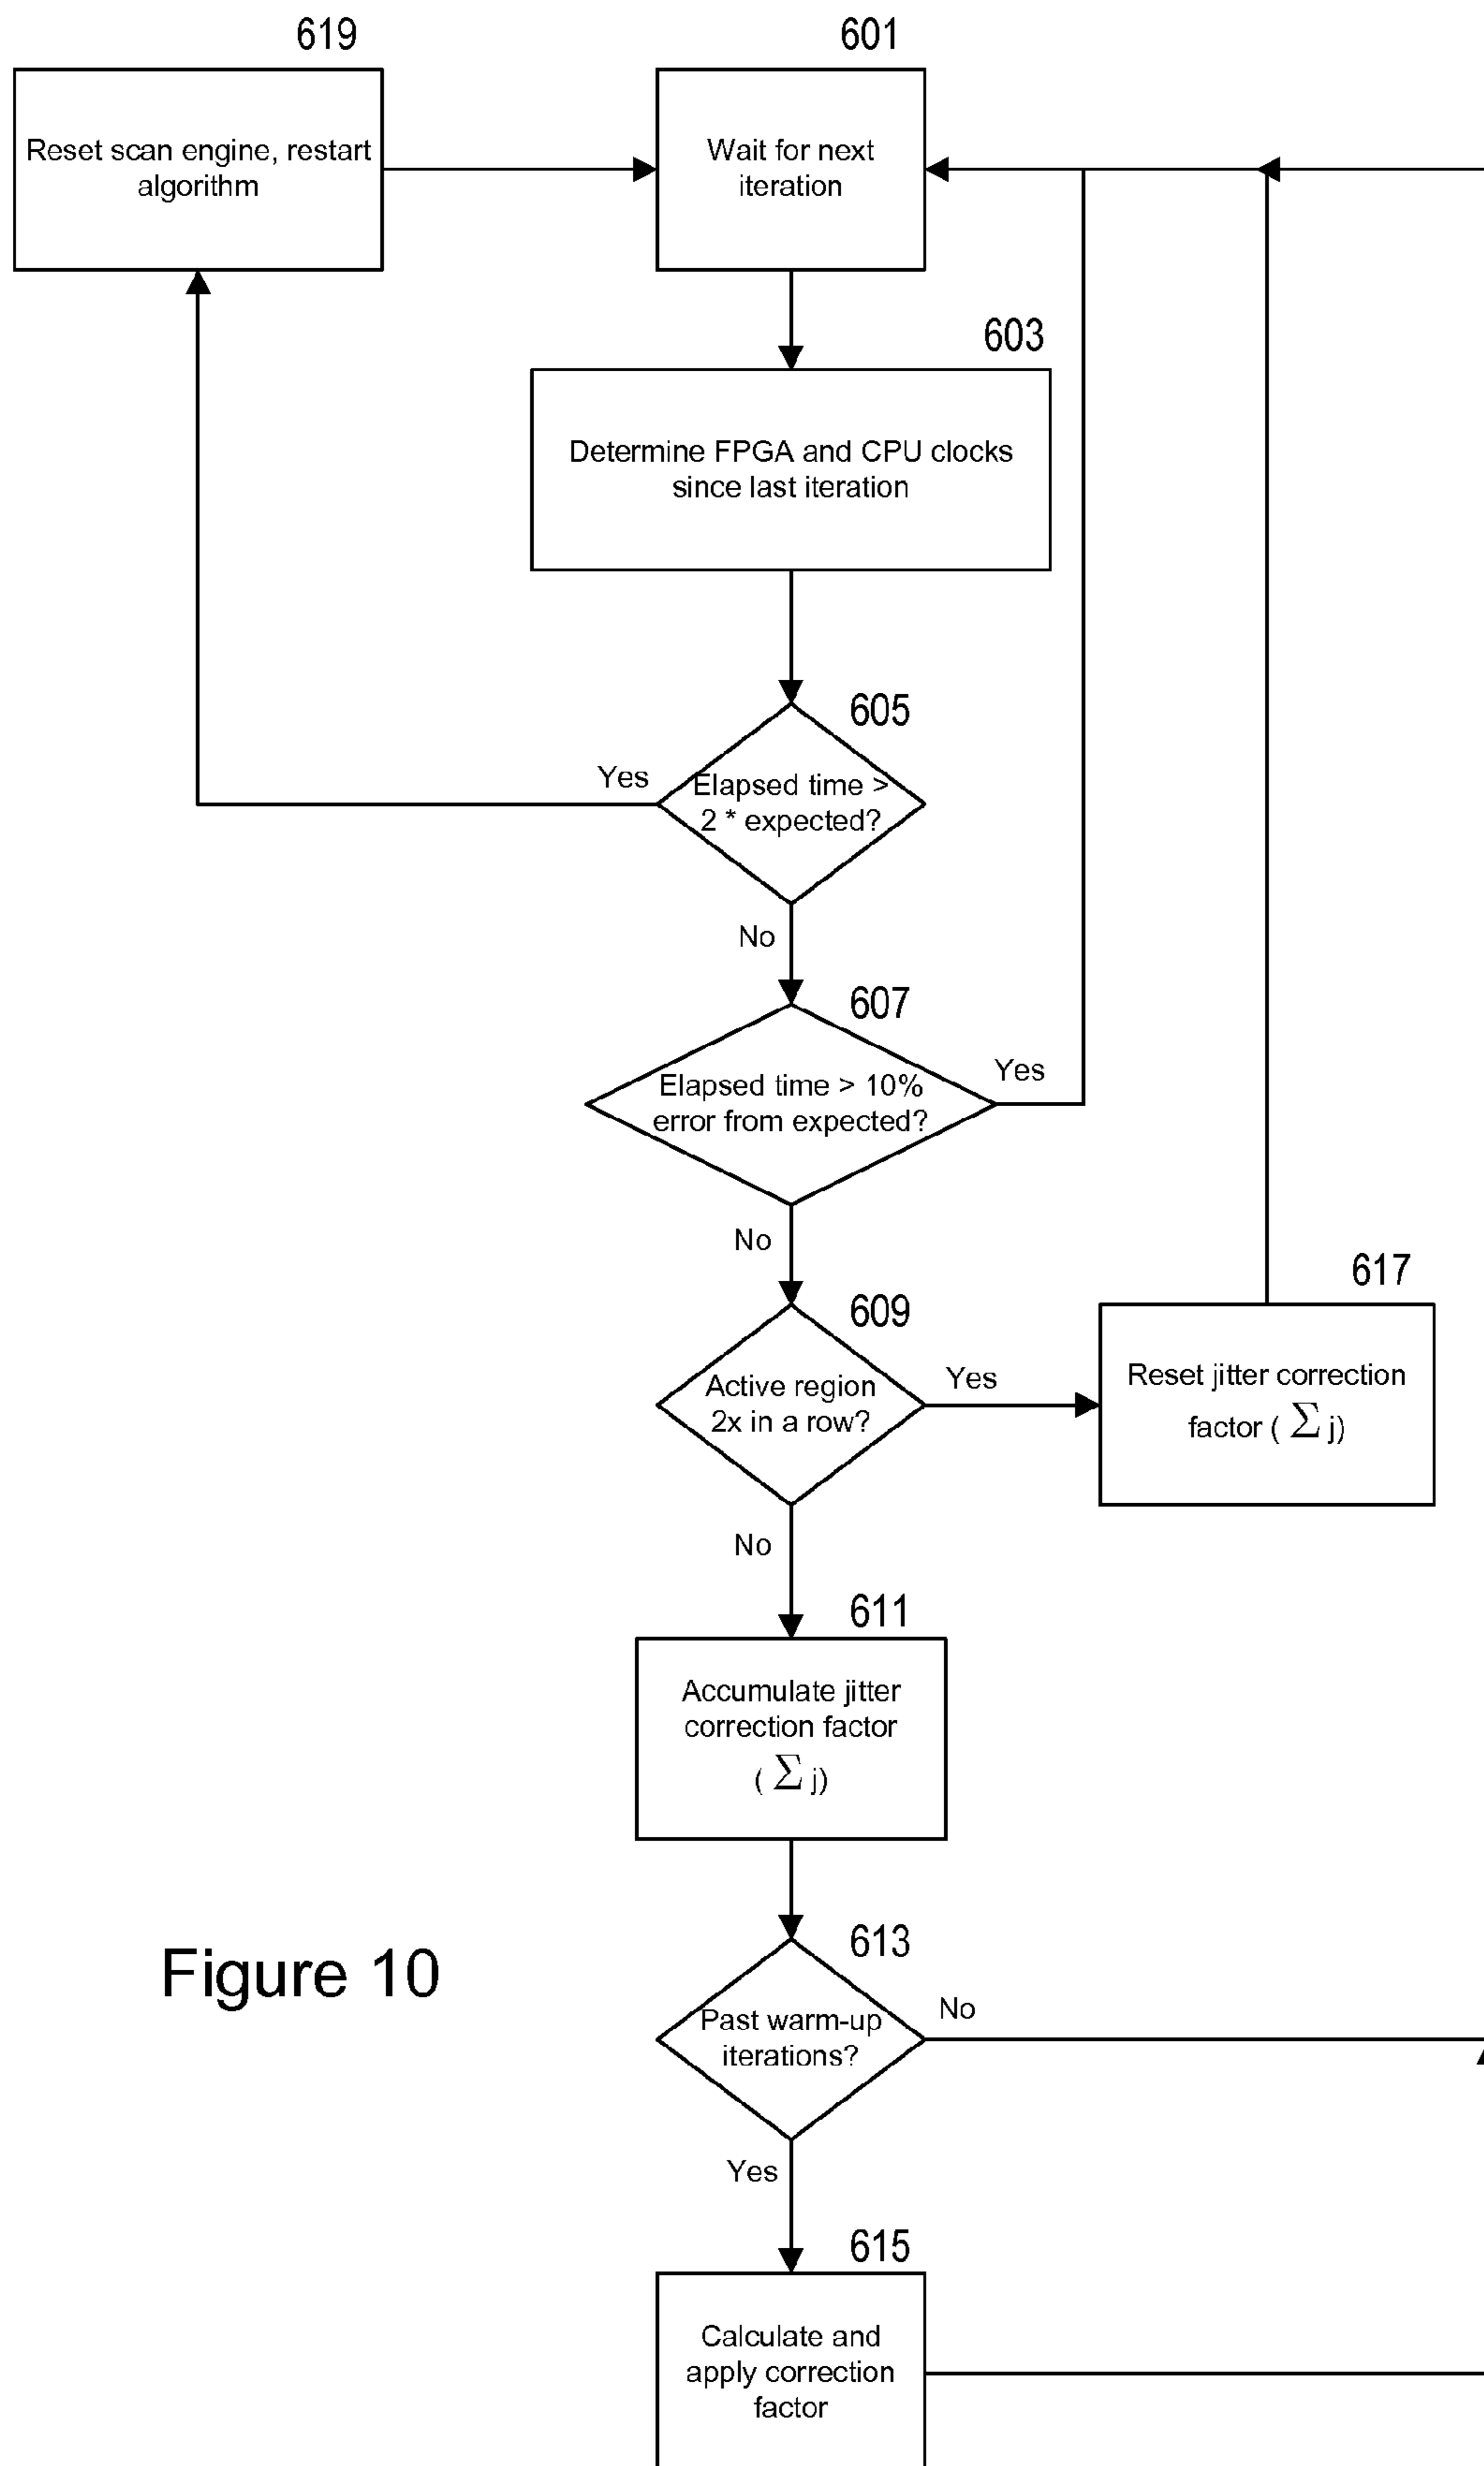 619
601
Reset scan engine, restart
algorithm
Wait for next
iteration
603
Determine FPGA and CPU clocks
since last iteration
605
Yes
Elapsed time >
2 * expected?
No
607
Yes
Elapsed time > 10%
error from expected?
No
609
617
Active region
2x in a row?
Yes
Reset jitter correction
factor ( Σ j)
No
611
Accumulate jitter
correction factor
( Σ j)
613
Figure 10
No
Past warm-up
iterations?
Yes
615
Calculate and
apply correction
factor